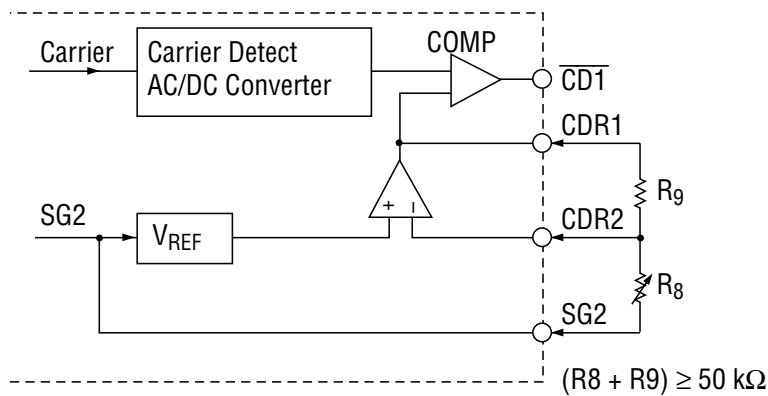 COMP
Carrier
Carrier Detect
AC/DC Converter
CD1
CDR1
R9
+ −
SG2
VREF
CDR2
R8
SG2
(R8 + R9) ≥ 50 kΩ